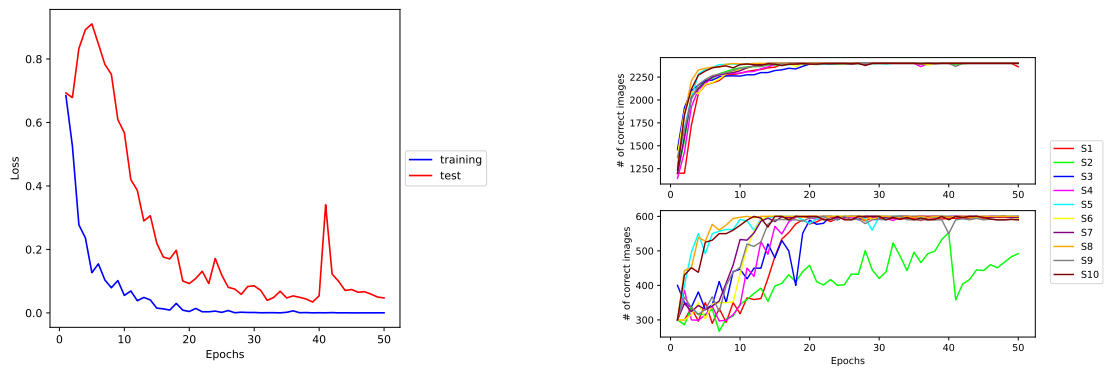 0.8
0.6
0.4
0.2
0.0
Loss
0 10 20 30 40 50
Epochs
training
test
2250
2000
1750
1500
1250
# of correct images
0 10 20 30 40 50
600
500
400
300
# of correct images
0 10 20 30 40 50
Epochs
S1
S2
S3
S4
S5
S6
S7
S8
S9
S10